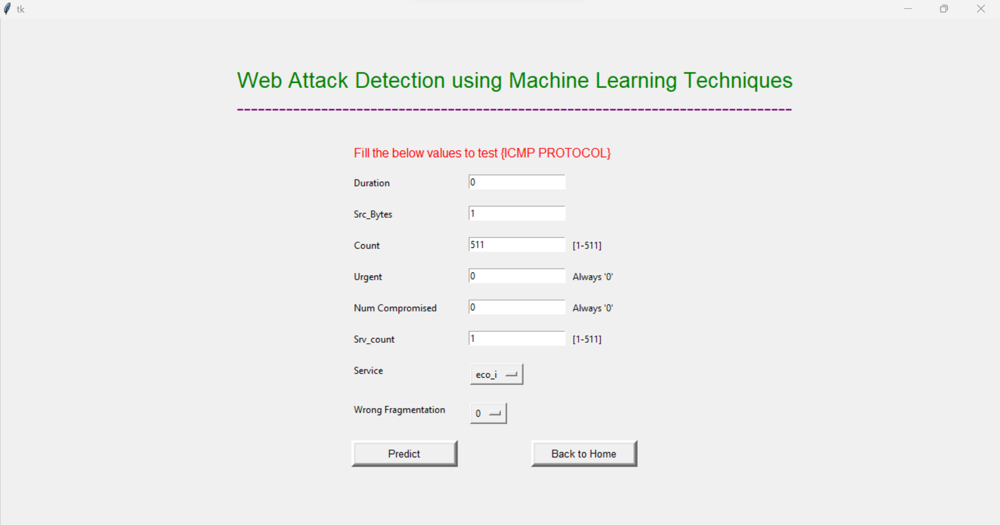 tk
Web Attack Detection using Machine Learning Techniques
--------------------------------------------------------------------------------
Fill the below values to test {ICMP PROTOCOL}
Duration 0
Src_Bytes 1
Count 511 [1-511]
Urgent 0 Always '0'
Num Compromised 0 Always '0'
Srv_count 1 [1-511]
Service eco_i
Wrong Fragmentation 0
Predict Back to Home